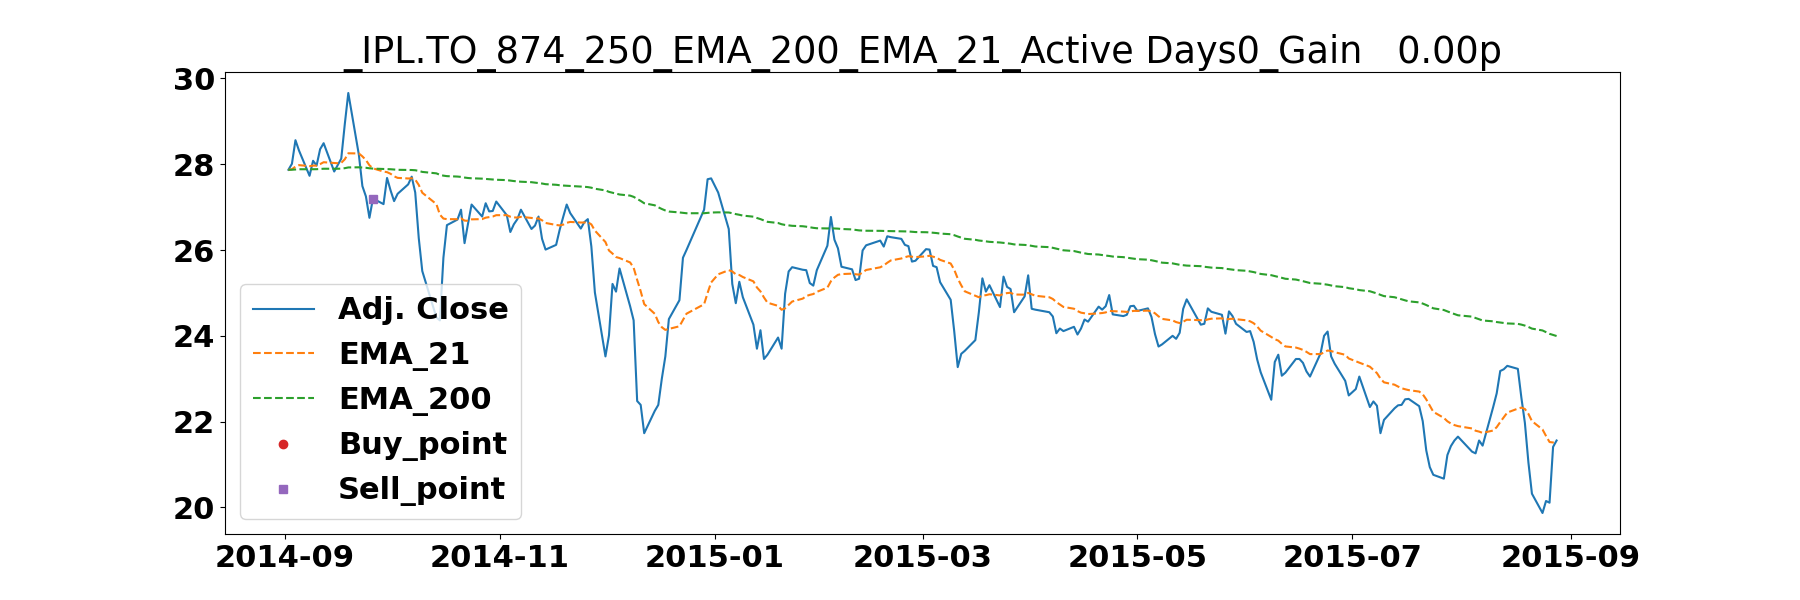 _IPL.TO_874_250_EMA_200_EMA_21_Active Days0_Gain   0.00p
30
28
26
24
22
20
Adj. Close
EMA_21
EMA_200
Buy_point
Sell_point
2014-09 2014-11 2015-01 2015-03 2015-05 2015-07 2015-09